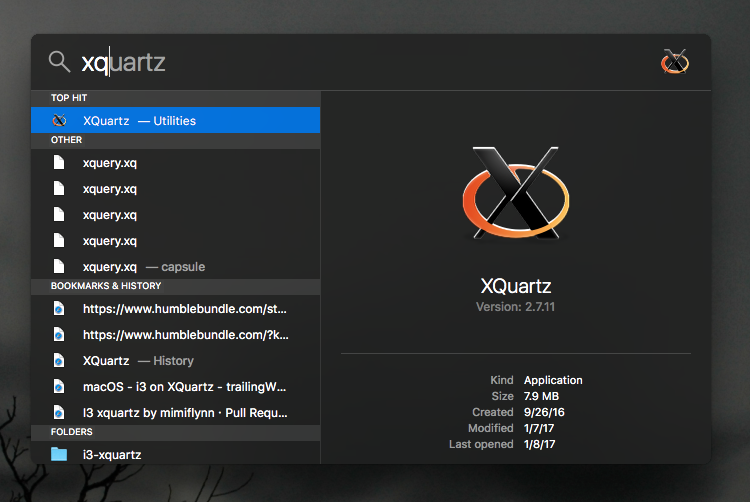 xquartz
TOP HIT
XQuartz — Utilities
OTHER
xquery.xq
xquery.xq
xquery.xq
xquery.xq
xquery.xq — capsule
BOOKMARKS & HISTORY
https://www.humblebundle.com/st...
https://www.humblebundle.com/?k...
XQuartz — History
macOS - i3 on XQuartz - trailingW...
I3 xquartz by mimiflynn · Pull Requ...
FOLDERS
i3-xquartz
XQuartz
Version: 2.7.11
Kind Application
Size 7.9 MB
Created 9/26/16
Modified 1/7/17
Last opened 1/8/17